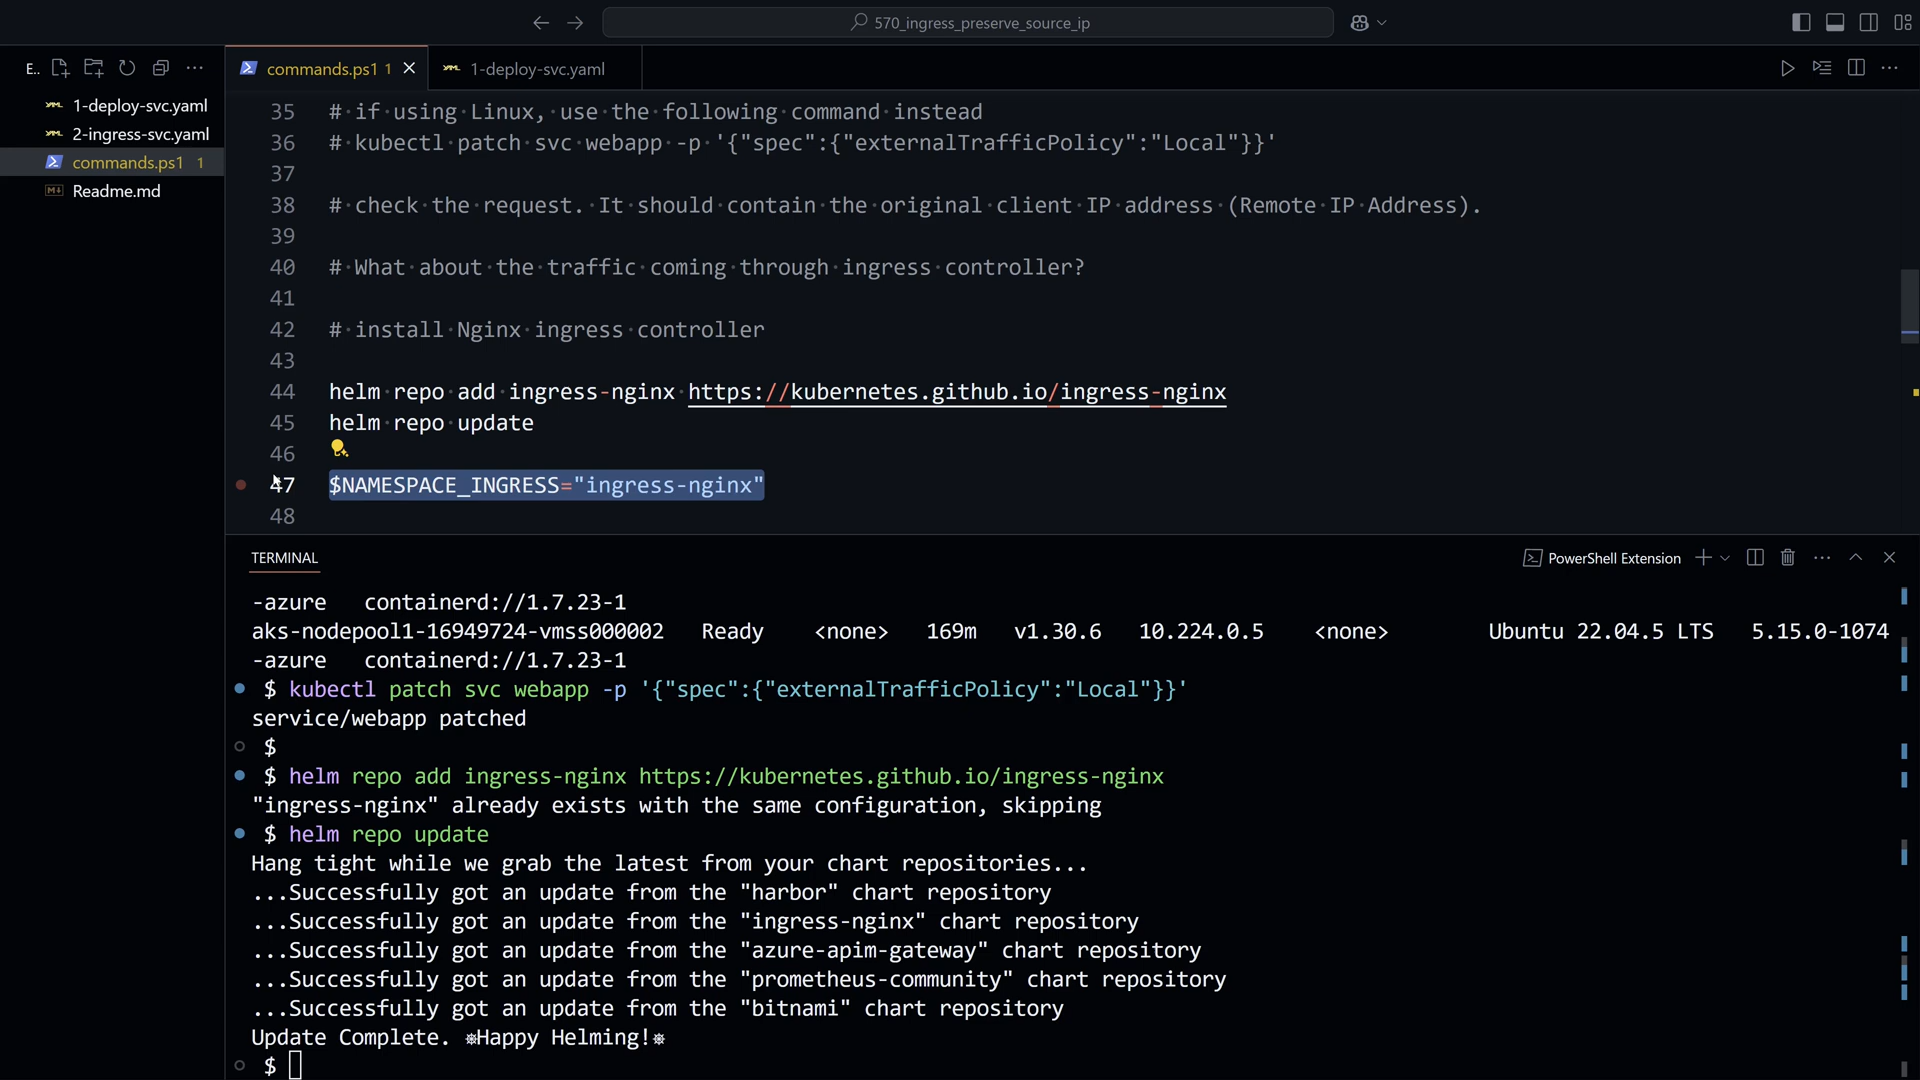 570_ingress_preserve_source_ip
E..
commands.ps1 1
1-deploy-svc.yaml
1-deploy-svc.yaml
2-ingress-svc.yaml
commands.ps1 1
Readme.md
35 # if using Linux, use the following command instead
36 # kubectl patch svc webapp -p '{"spec":{"externalTrafficPolicy":"Local"}}'
37
38 # check the request. It should contain the original client IP address (Remote IP Address).
39
40 # What about the traffic coming through ingress controller?
41
42 # install Nginx ingress controller
43
44 helm repo add ingress-nginx https://kubernetes.github.io/ingress-nginx
45 helm repo update
46
47 $NAMESPACE_INGRESS="ingress-nginx"
48
TERMINAL
PowerShell Extension
-azure containerd://1.7.23-1
aks-nodepool1-16949724-vmss000002 Ready <none> 169m v1.30.6 10.224.0.5 <none> Ubuntu 22.04.5 LTS 5.15.0-1074
-azure containerd://1.7.23-1
$ kubectl patch svc webapp -p '{"spec":{"externalTrafficPolicy":"Local"}}'
service/webapp patched
$
$ helm repo add ingress-nginx https://kubernetes.github.io/ingress-nginx
"ingress-nginx" already exists with the same configuration, skipping
$ helm repo update
Hang tight while we grab the latest from your chart repositories...
...Successfully got an update from the "harbor" chart repository
...Successfully got an update from the "ingress-nginx" chart repository
...Successfully got an update from the "azure-apim-gateway" chart repository
...Successfully got an update from the "prometheus-community" chart repository
...Successfully got an update from the "bitnami" chart repository
Update Complete. ⎈Happy Helming!⎈
$